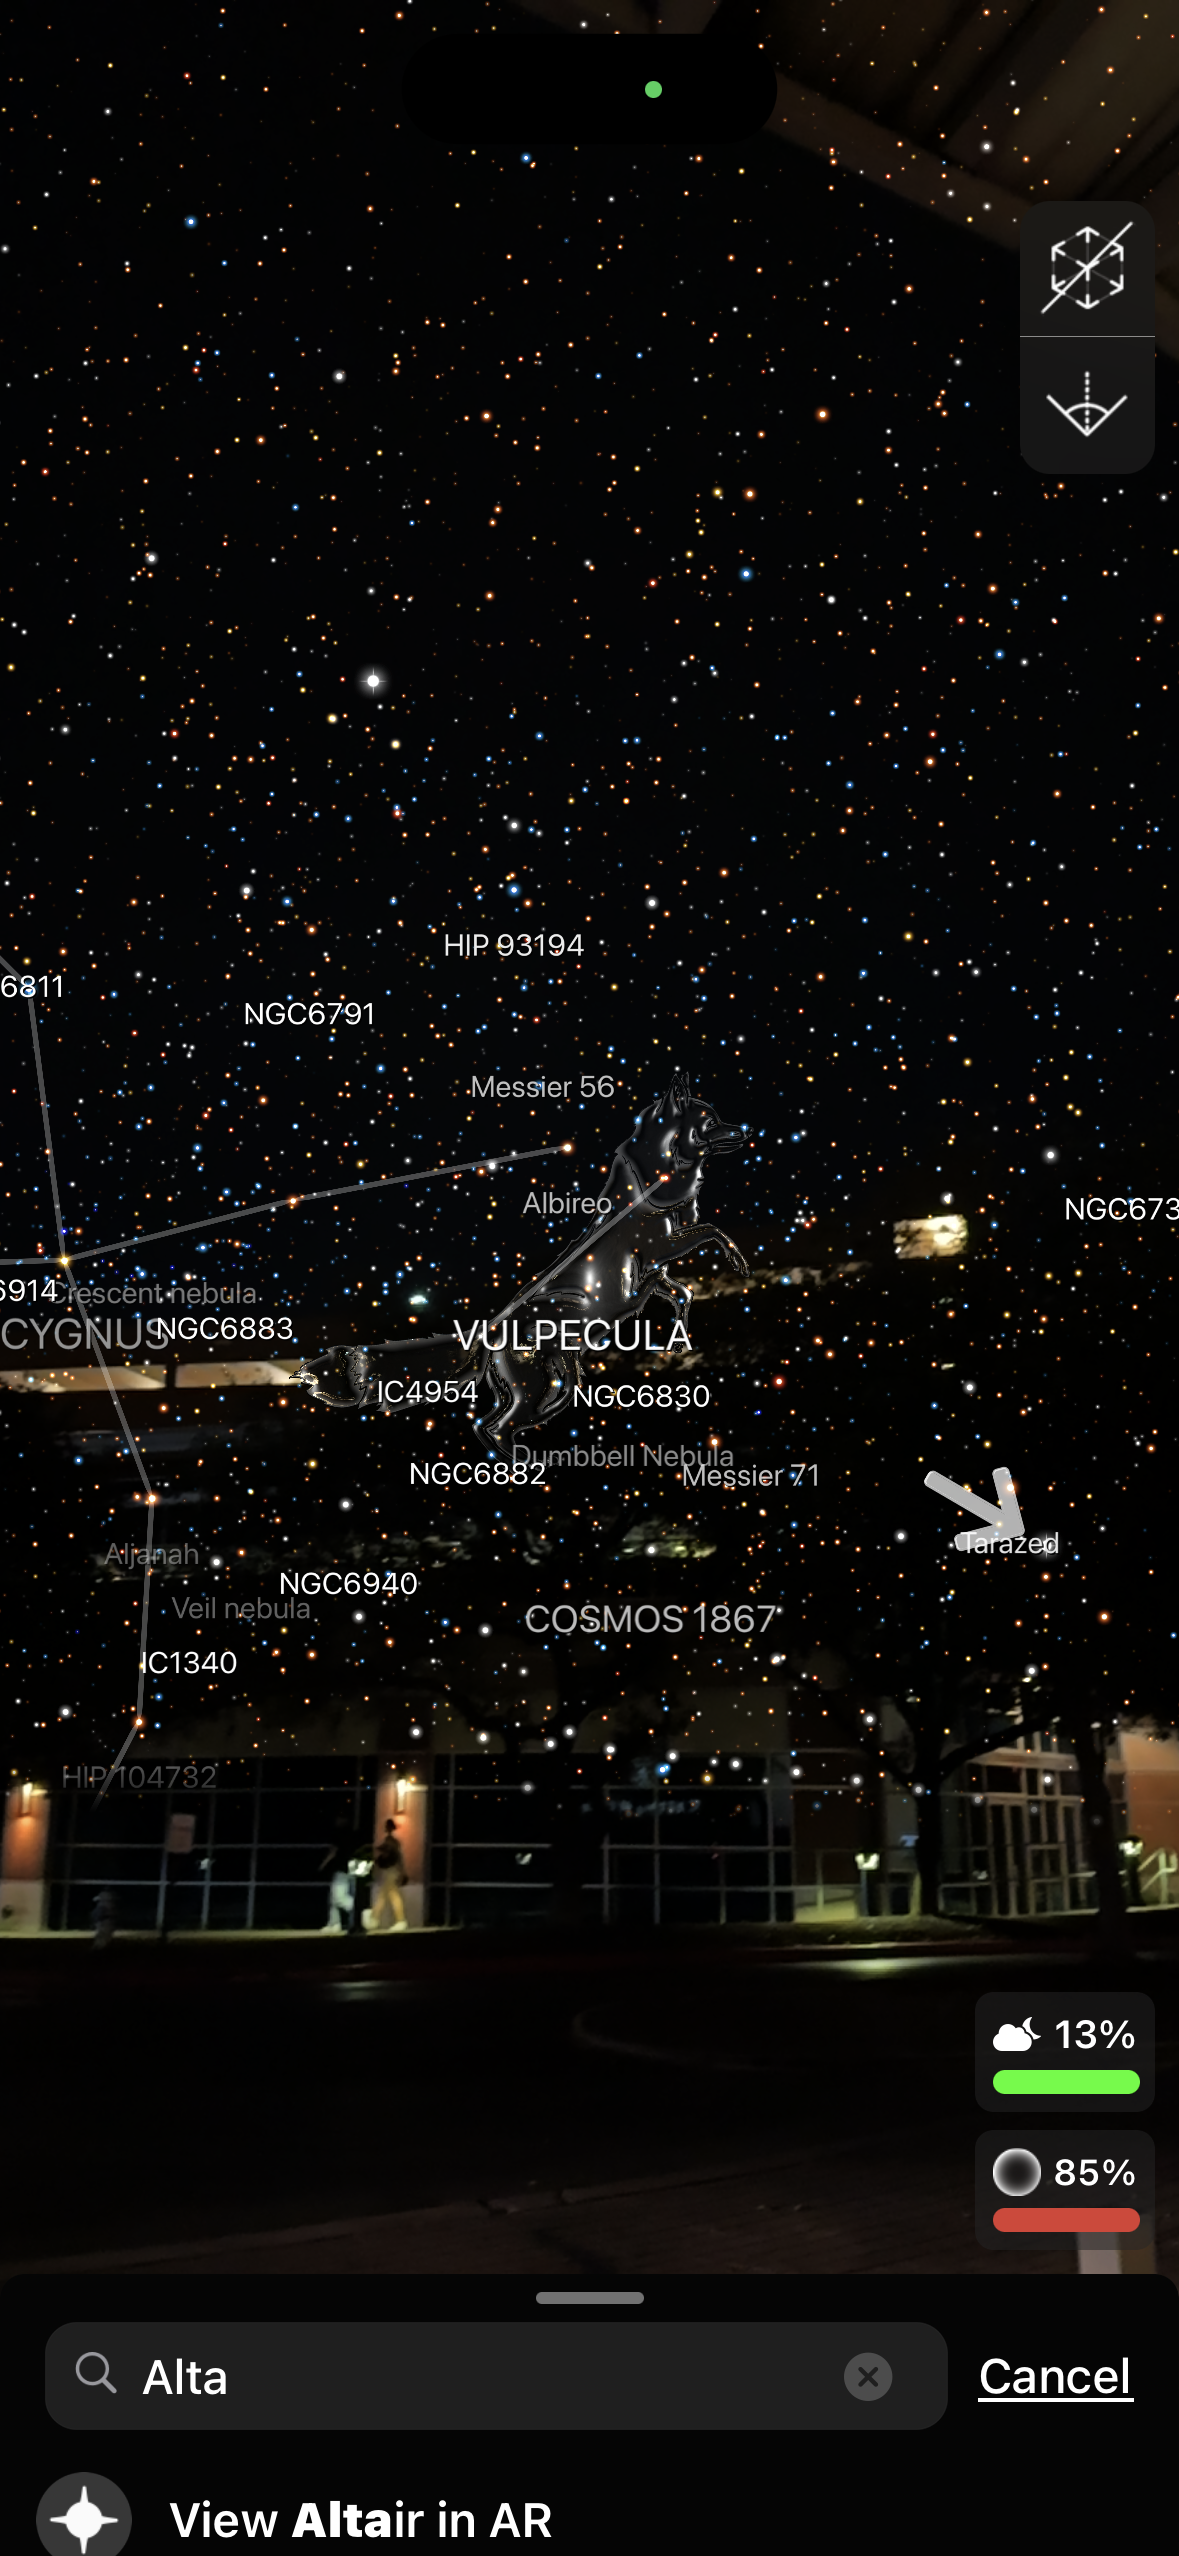 HIP 93194
6811
NGC6791
Messier 56
Albireo
NGC673
6914
Crescent nebula
CYGNUS
NGC6883
VULPECULA
IC4954
NGC6830
Dumbbell Nebula
NGC6882
Messier 71
Tarazed
Aljanah
NGC6940
Veil nebula
COSMOS 1867
IC1340
HIP 104732
13%
85%
Alta
Cancel
View Altair in AR